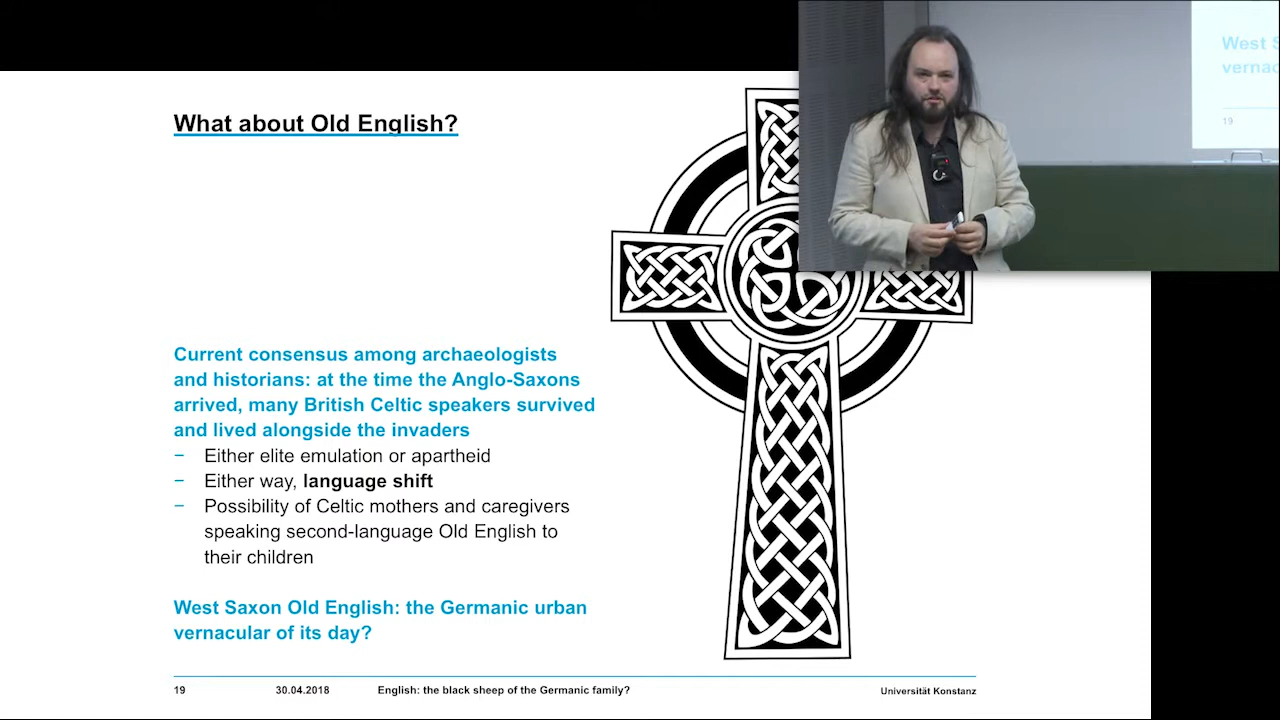 What about Old English?
Current consensus among archaeologists
and historians: at the time the Anglo-Saxons
arrived, many British Celtic speakers survived
and lived alongside the invaders
− Either elite emulation or apartheid
− Either way, language shift
− Possibility of Celtic mothers and caregivers
speaking second-language Old English to
their children
West Saxon Old English: the Germanic urban
vernacular of its day?
19 30.04.2018 English: the black sheep of the Germanic family? Universität Konstanz
West S
vernac
19